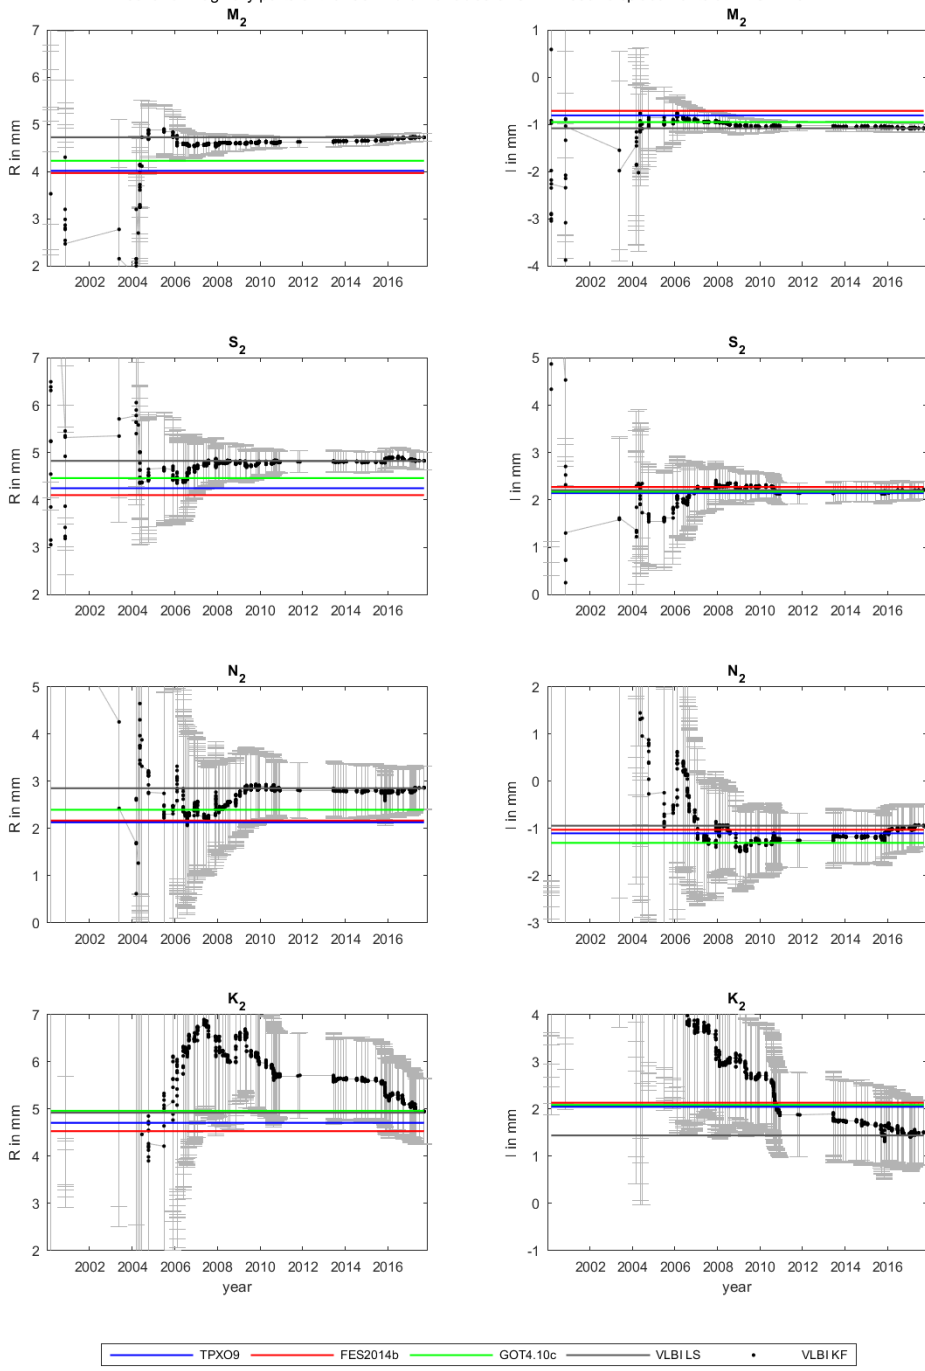 M2 M2
7 1
6 0
R in mm 5 I in mm -1
4 -2
3 -3
2 -4
2002 2004 2006 2008 2010 2012 2014 2016 2002 2004 2006 2008 2010 2012 2014 2016
S2 S2
7 5
6 4
R in mm 5 I in mm 3
4 2
3 1
2 0
2002 2004 2006 2008 2010 2012 2014 2016 2002 2004 2006 2008 2010 2012 2014 2016
N2 N2
5 2
4 1
R in mm 3 I in mm 0
2 -1
1 -2
0 -3
2002 2004 2006 2008 2010 2012 2014 2016 2002 2004 2006 2008 2010 2012 2014 2016
K2 K2
7 4
6 3
R in mm 5 I in mm 2
4 1
3 0
2 -1
2002 2004 2006 2008 2010 2012 2014 2016 2002 2004 2006 2008 2010 2012 2014 2016
year year
TPXO9 FES2014b GOT4.10c VLBI LS VLBI KF